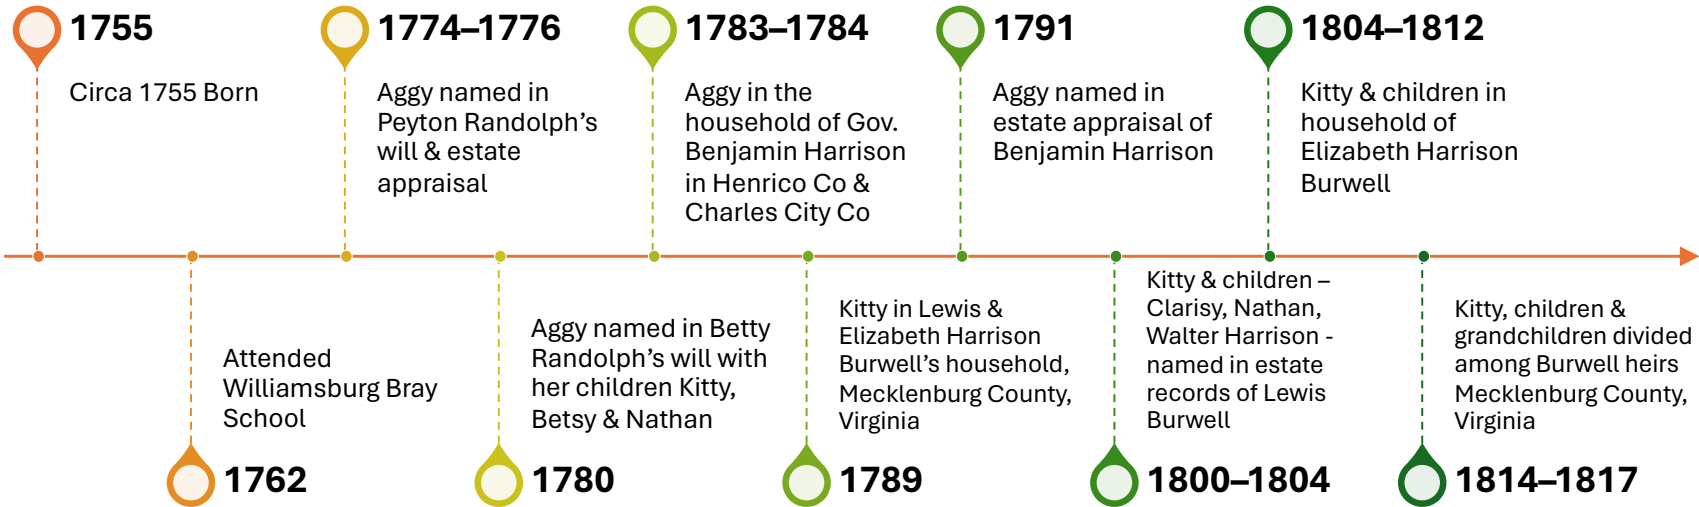 1755
Circa 1755 Born
1762
Attended
Williamsburg Bray
School
1774–1776
Aggy named in
Peyton Randolph’s
will & estate
appraisal
1780
Aggy named in Betty
Randolph’s will with
her children Kitty,
Betsy & Nathan
1783–1784
Aggy in the
household of Gov.
Benjamin Harrison
in Henrico Co &
Charles City Co
1789
Kitty in Lewis &
Elizabeth Harrison
Burwell’s household,
Mecklenburg County,
Virginia
1791
Aggy named in
estate appraisal of
Benjamin Harrison
1800–1804
Kitty & children –
Clarisy, Nathan,
Walter Harrison -
named in estate
records of Lewis
Burwell
1804–1812
Kitty & children in
household of
Elizabeth Harrison
Burwell
1814–1817
Kitty, children &
grandchildren divided
among Burwell heirs
Mecklenburg County,
Virginia